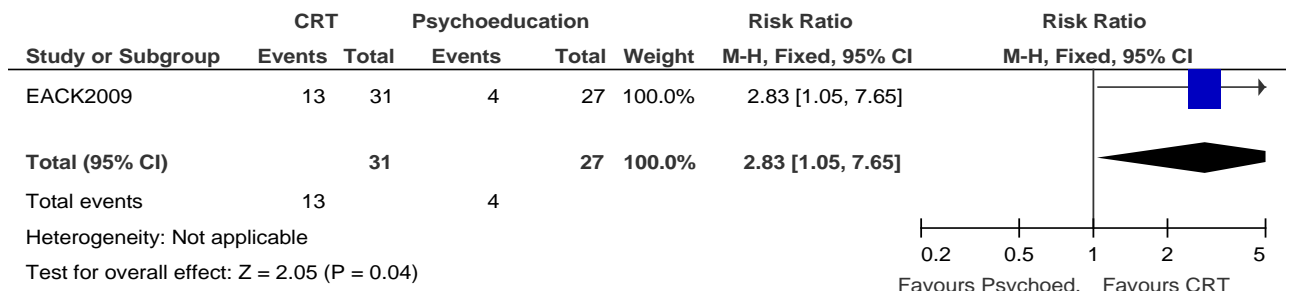 CRT Psychoeducation Risk Ratio Risk Ratio
Study or Subgroup Events Total Events Total Weight M-H, Fixed, 95% CI M-H, Fixed, 95% CI
EACK2009 13 31 4 27 100.0% 2.83 [1.05, 7.65]
Total (95% CI) 31 27 100.0% 2.83 [1.05, 7.65]
Total events 13 4
Heterogeneity: Not applicable
Test for overall effect: Z = 2.05 (P = 0.04)
0.2 0.5 1 2 5
Favours Psychoed. Favours CRT